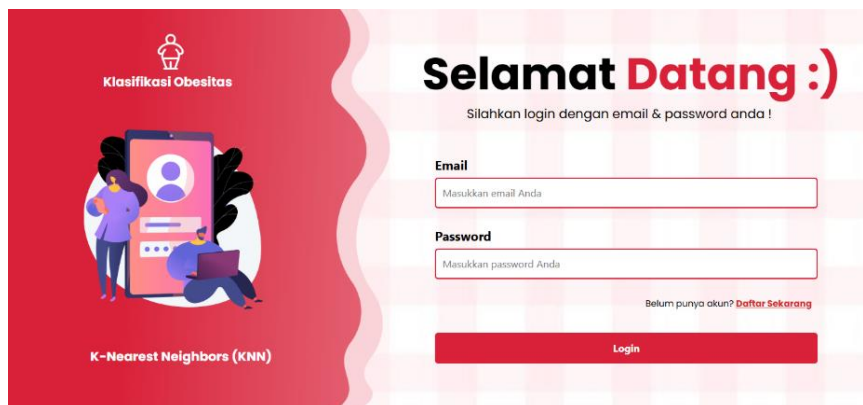 Klasifikasi Obesitas
K-Nearest Neighbors (KNN)
Selamat Datang :)
Silahkan login dengan email & password anda !
Email
Masukkan email Anda
Password
Masukkan password Anda
Belum punya akun? Daftar Sekarang
Login